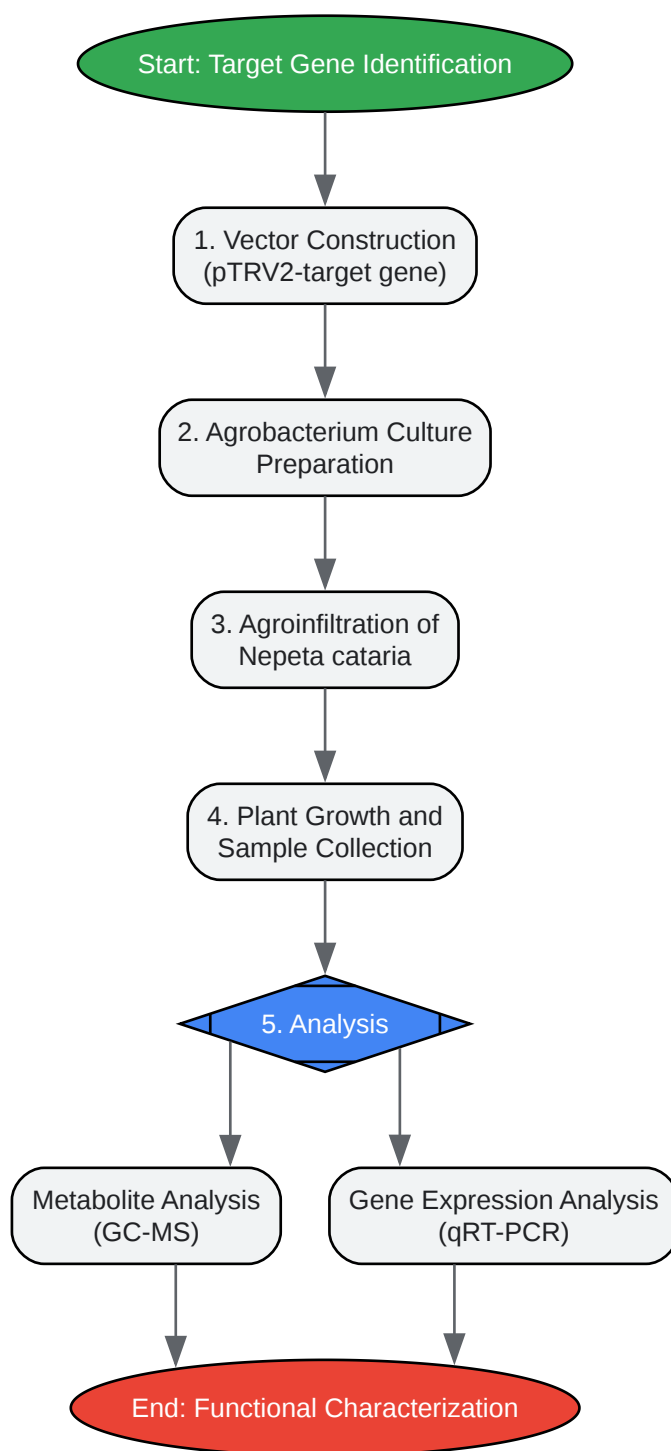 Start: Target Gene Identification
1. Vector Construction
(pTRV2-target gene)
2. Agrobacterium Culture
Preparation
3. Agroinfiltration of
Nepeta cataria
4. Plant Growth and
Sample Collection
5. Analysis
Metabolite Analysis
(GC-MS)
Gene Expression Analysis
(qRT-PCR)
End: Functional Characterization